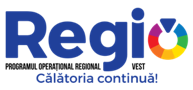 Regio
PROGRAMUL OPERAȚIONAL REGIONAL VEST
Călătoria continuă!